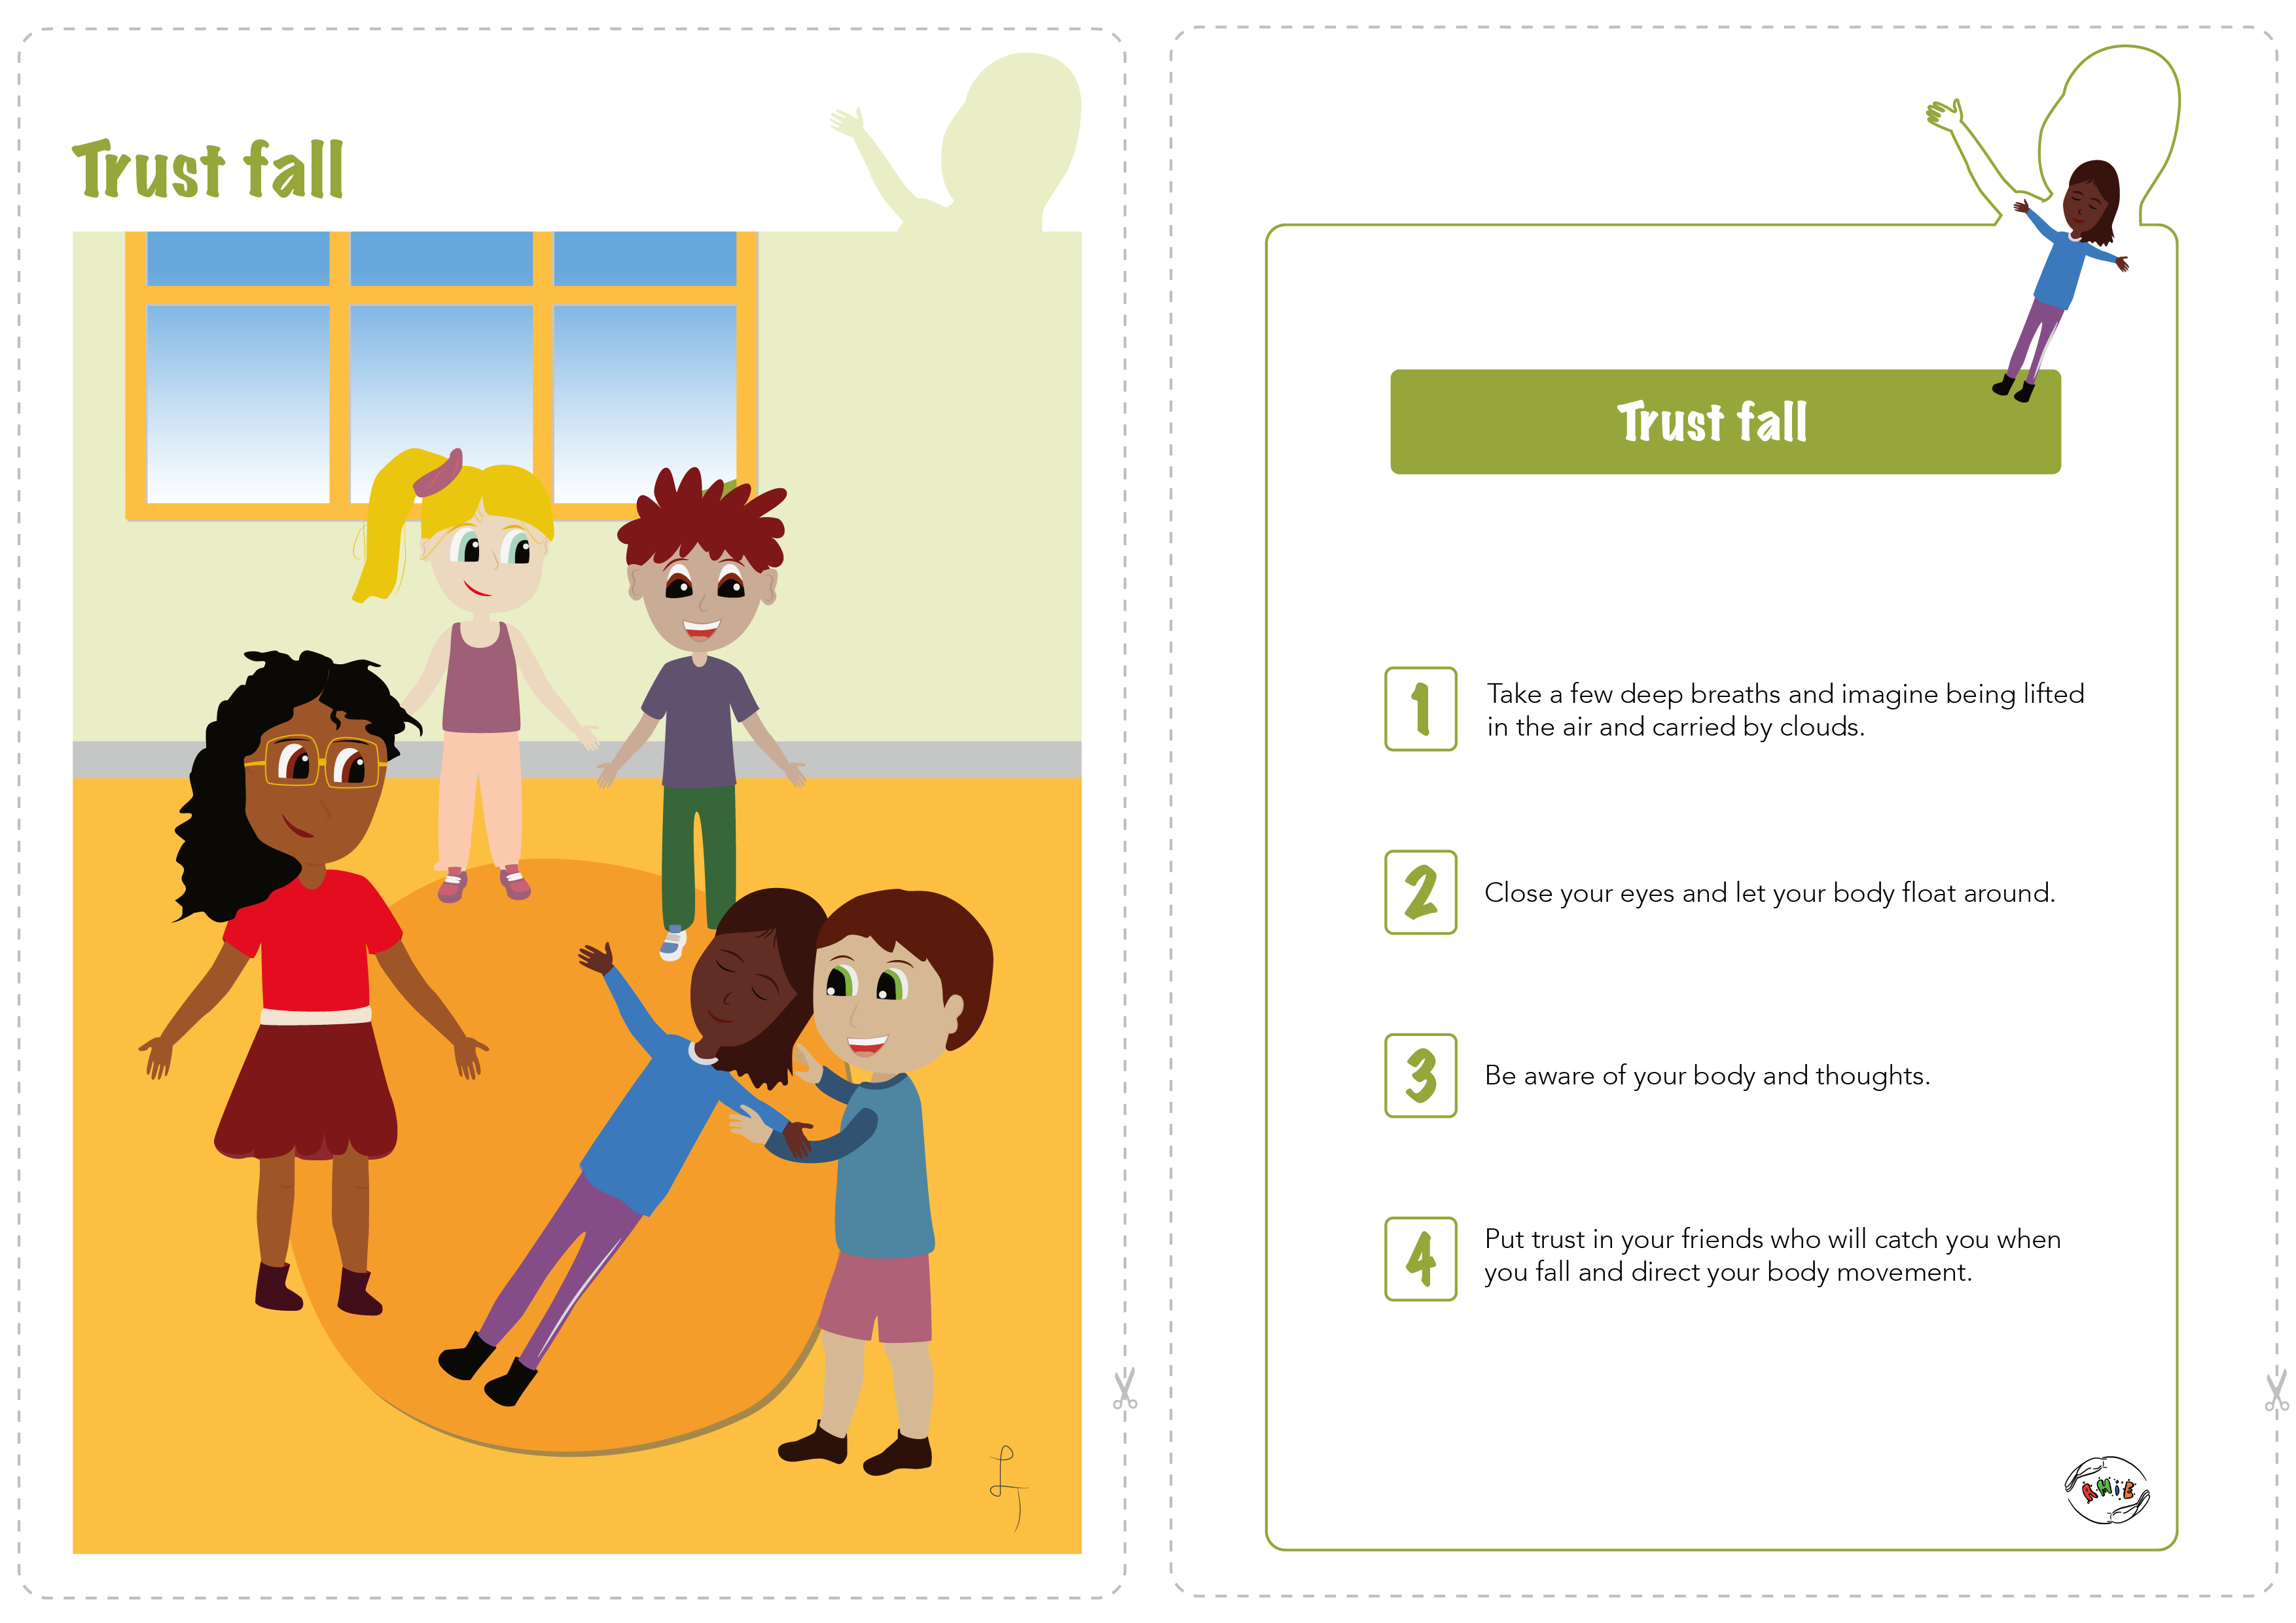 Trust fall
Trust fall
1
Take a few deep breaths and imagine being lifted
in the air and carried by clouds.
2
Close your eyes and let your body float around.
3
Be aware of your body and thoughts.
4
Put trust in your friends who will catch you when
you fall and direct your body movement.
RHiE